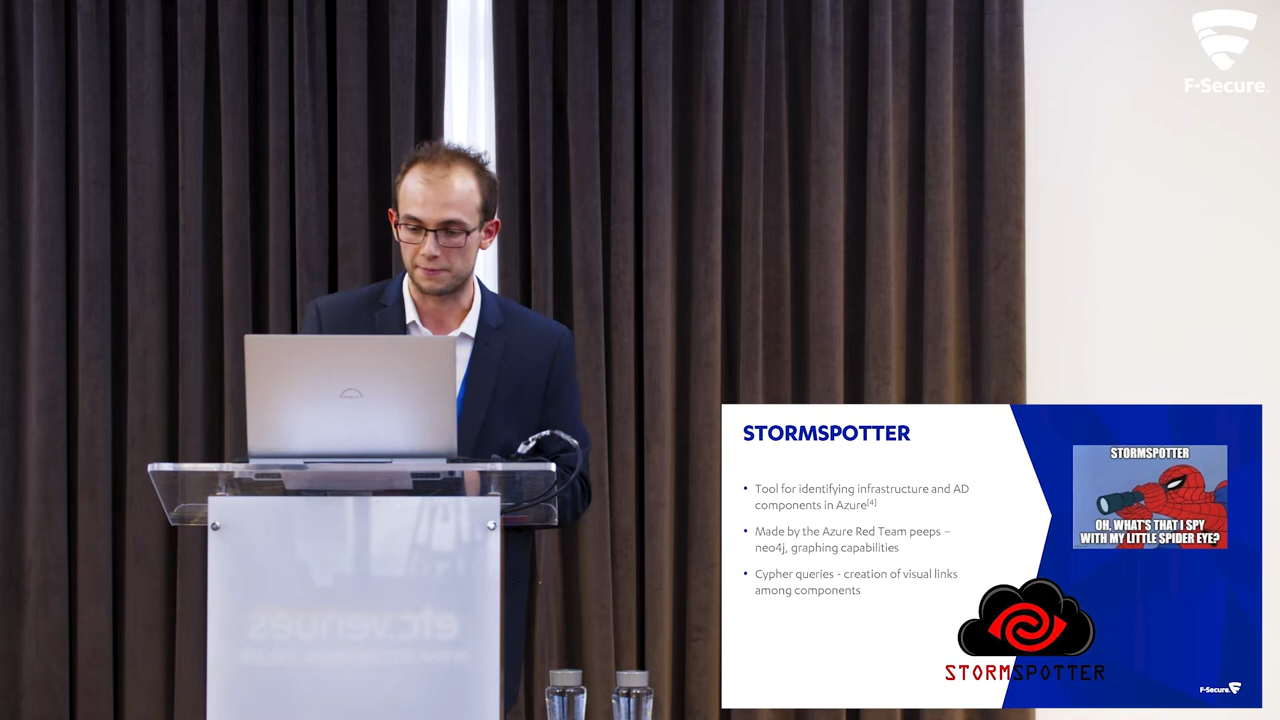 F-Secure.
STORMSPOTTER
• Tool for identifying infrastructure and AD
components in Azure[4]
• Made by the Azure Red Team peeps –
neo4j, graphing capabilities
• Cypher queries - creation of visual links
among components
STORMSPOTTER
OH, WHAT'S THAT I SPY
WITH MY LITTLE SPIDER EYE?
STORMSPOTTER
F-Secure.